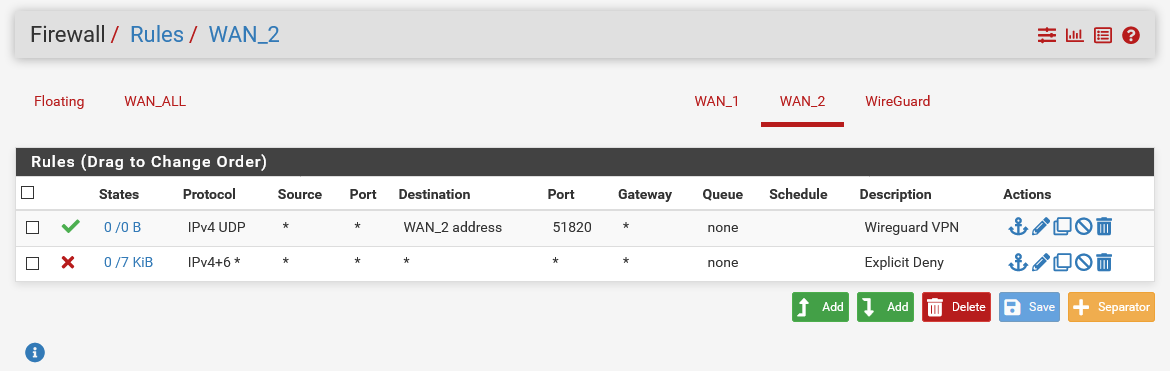 Firewall / Rules / WAN_2
Floating WAN_ALL WAN_1 WAN_2 WireGuard
Rules (Drag to Change Order)
States Protocol Source Port Destination Port Gateway Queue Schedule Description Actions
0 /0 B IPv4 UDP * * WAN_2 address 51820 * none Wireguard VPN
0 /7 KiB IPv4+6 * * * * * * none Explicit Deny
Add Add Delete Save Separator